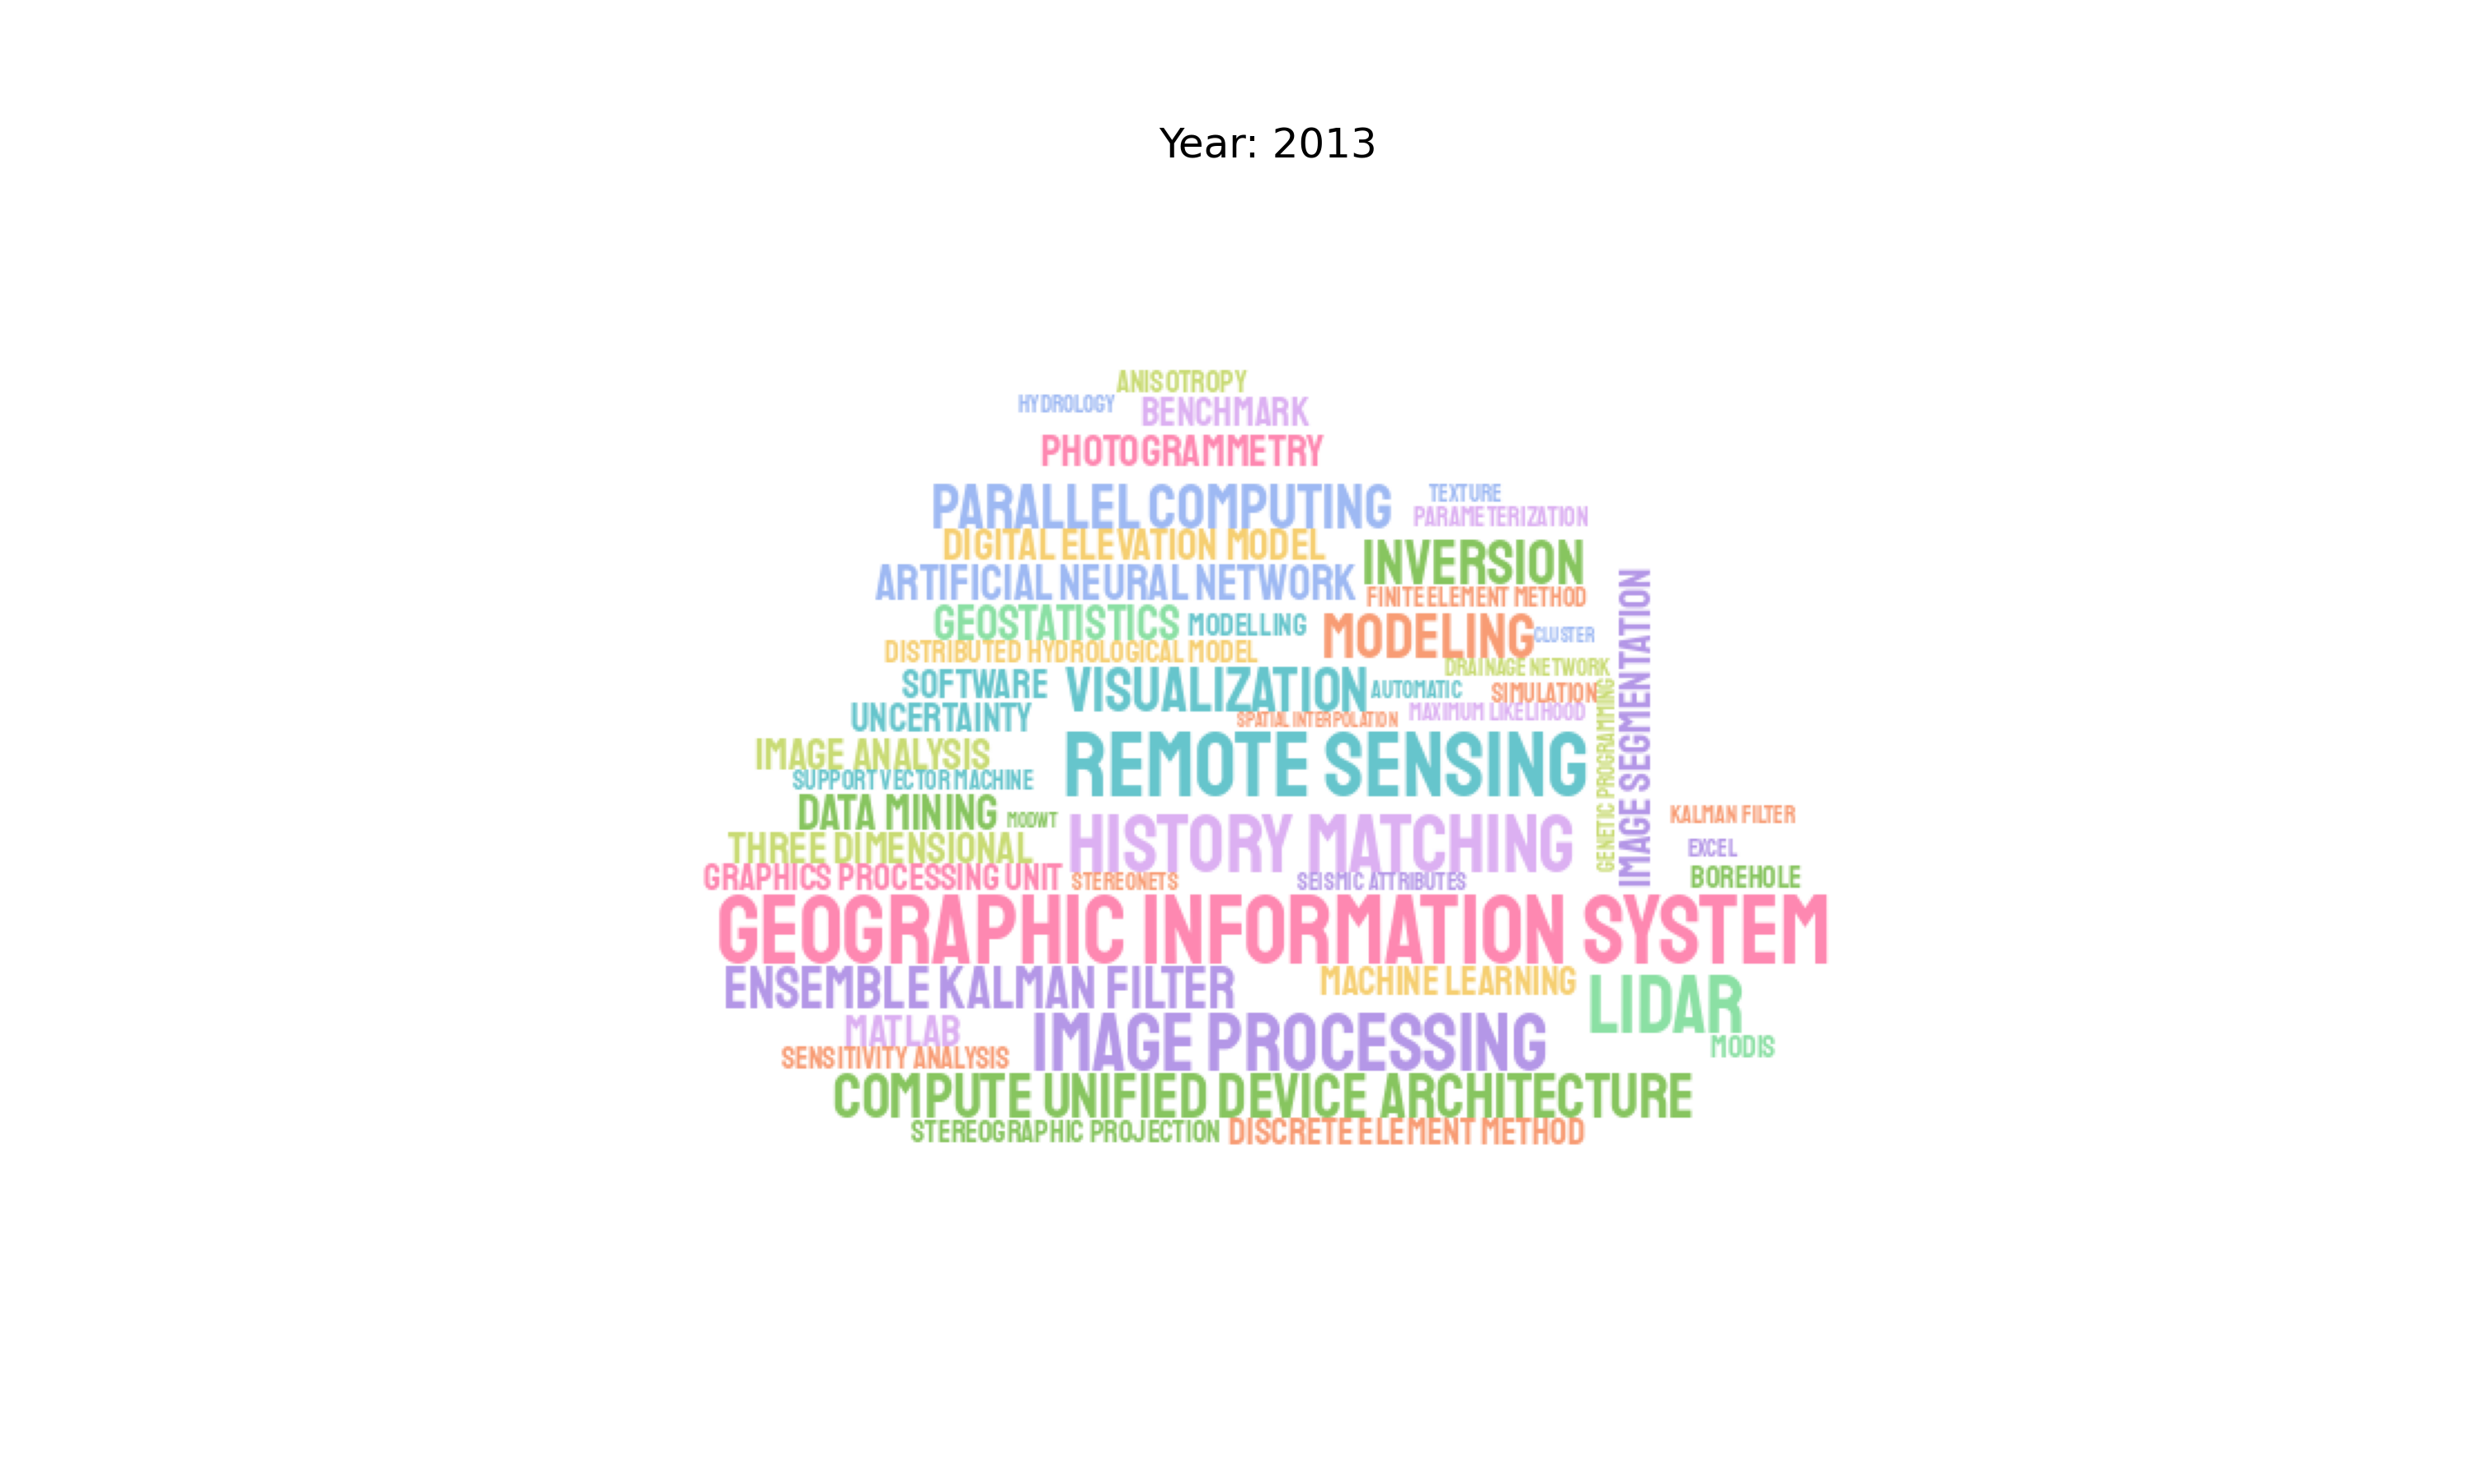 Year: 2013
ANISOTROPY
HYDROLOGY
BENCHMARK
PHOTOGRAMMETRY
PARALLEL COMPUTING
TEXTURE
PARAMETERIZATION
DIGITAL ELEVATION MODEL
INVERSION
ARTIFICIAL NEURAL NETWORK
FINITE ELEMENT METHOD
GEOSTATISTICS
MODELLING
MODELING
CLUSTER
DISTRIBUTED HYDROLOGICAL MODEL
DRAINAGE NETWORK
SOFTWARE
VISUALIZATION
AUTOMATIC
SIMULATION
UNCERTAINTY
SPATIAL INTERPOLATION
MAXIMUM LIKELIHOOD
GENETIC PROGRAMMING
IMAGE SEGMENTATION
IMAGE ANALYSIS
REMOTE SENSING
SUPPORT VECTOR MACHINE
DATA MINING
MODWT
KALMAN FILTER
THREE DIMENSIONAL
HISTORY MATCHING
EXCEL
GRAPHICS PROCESSING UNIT
STEREONETS
SEISMIC ATTRIBUTES
BOREHOLE
GEOGRAPHIC INFORMATION SYSTEM
ENSEMBLE KALMAN FILTER
MACHINE LEARNING
LIDAR
MATLAB
IMAGE PROCESSING
MODIS
SENSITIVITY ANALYSIS
COMPUTE UNIFIED DEVICE ARCHITECTURE
STEREOGRAPHIC PROJECTION
DISCRETE ELEMENT METHOD